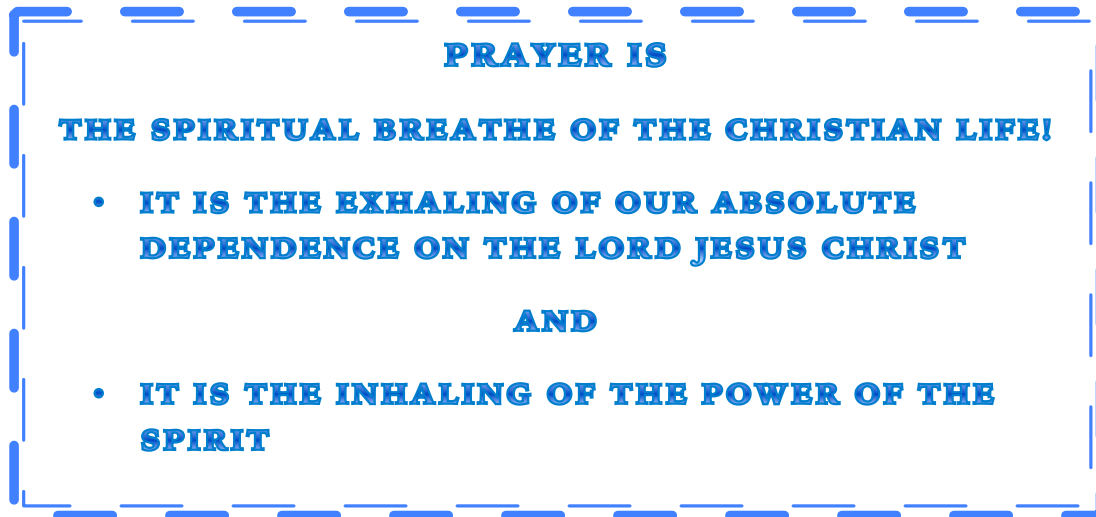 PRAYER IS
THE SPIRITUAL BREATHE OF THE CHRISTIAN LIFE!
• IT IS THE EXHALING OF OUR ABSOLUTE
DEPENDENCE ON THE LORD JESUS CHRIST
AND
• IT IS THE INHALING OF THE POWER OF THE
SPIRIT